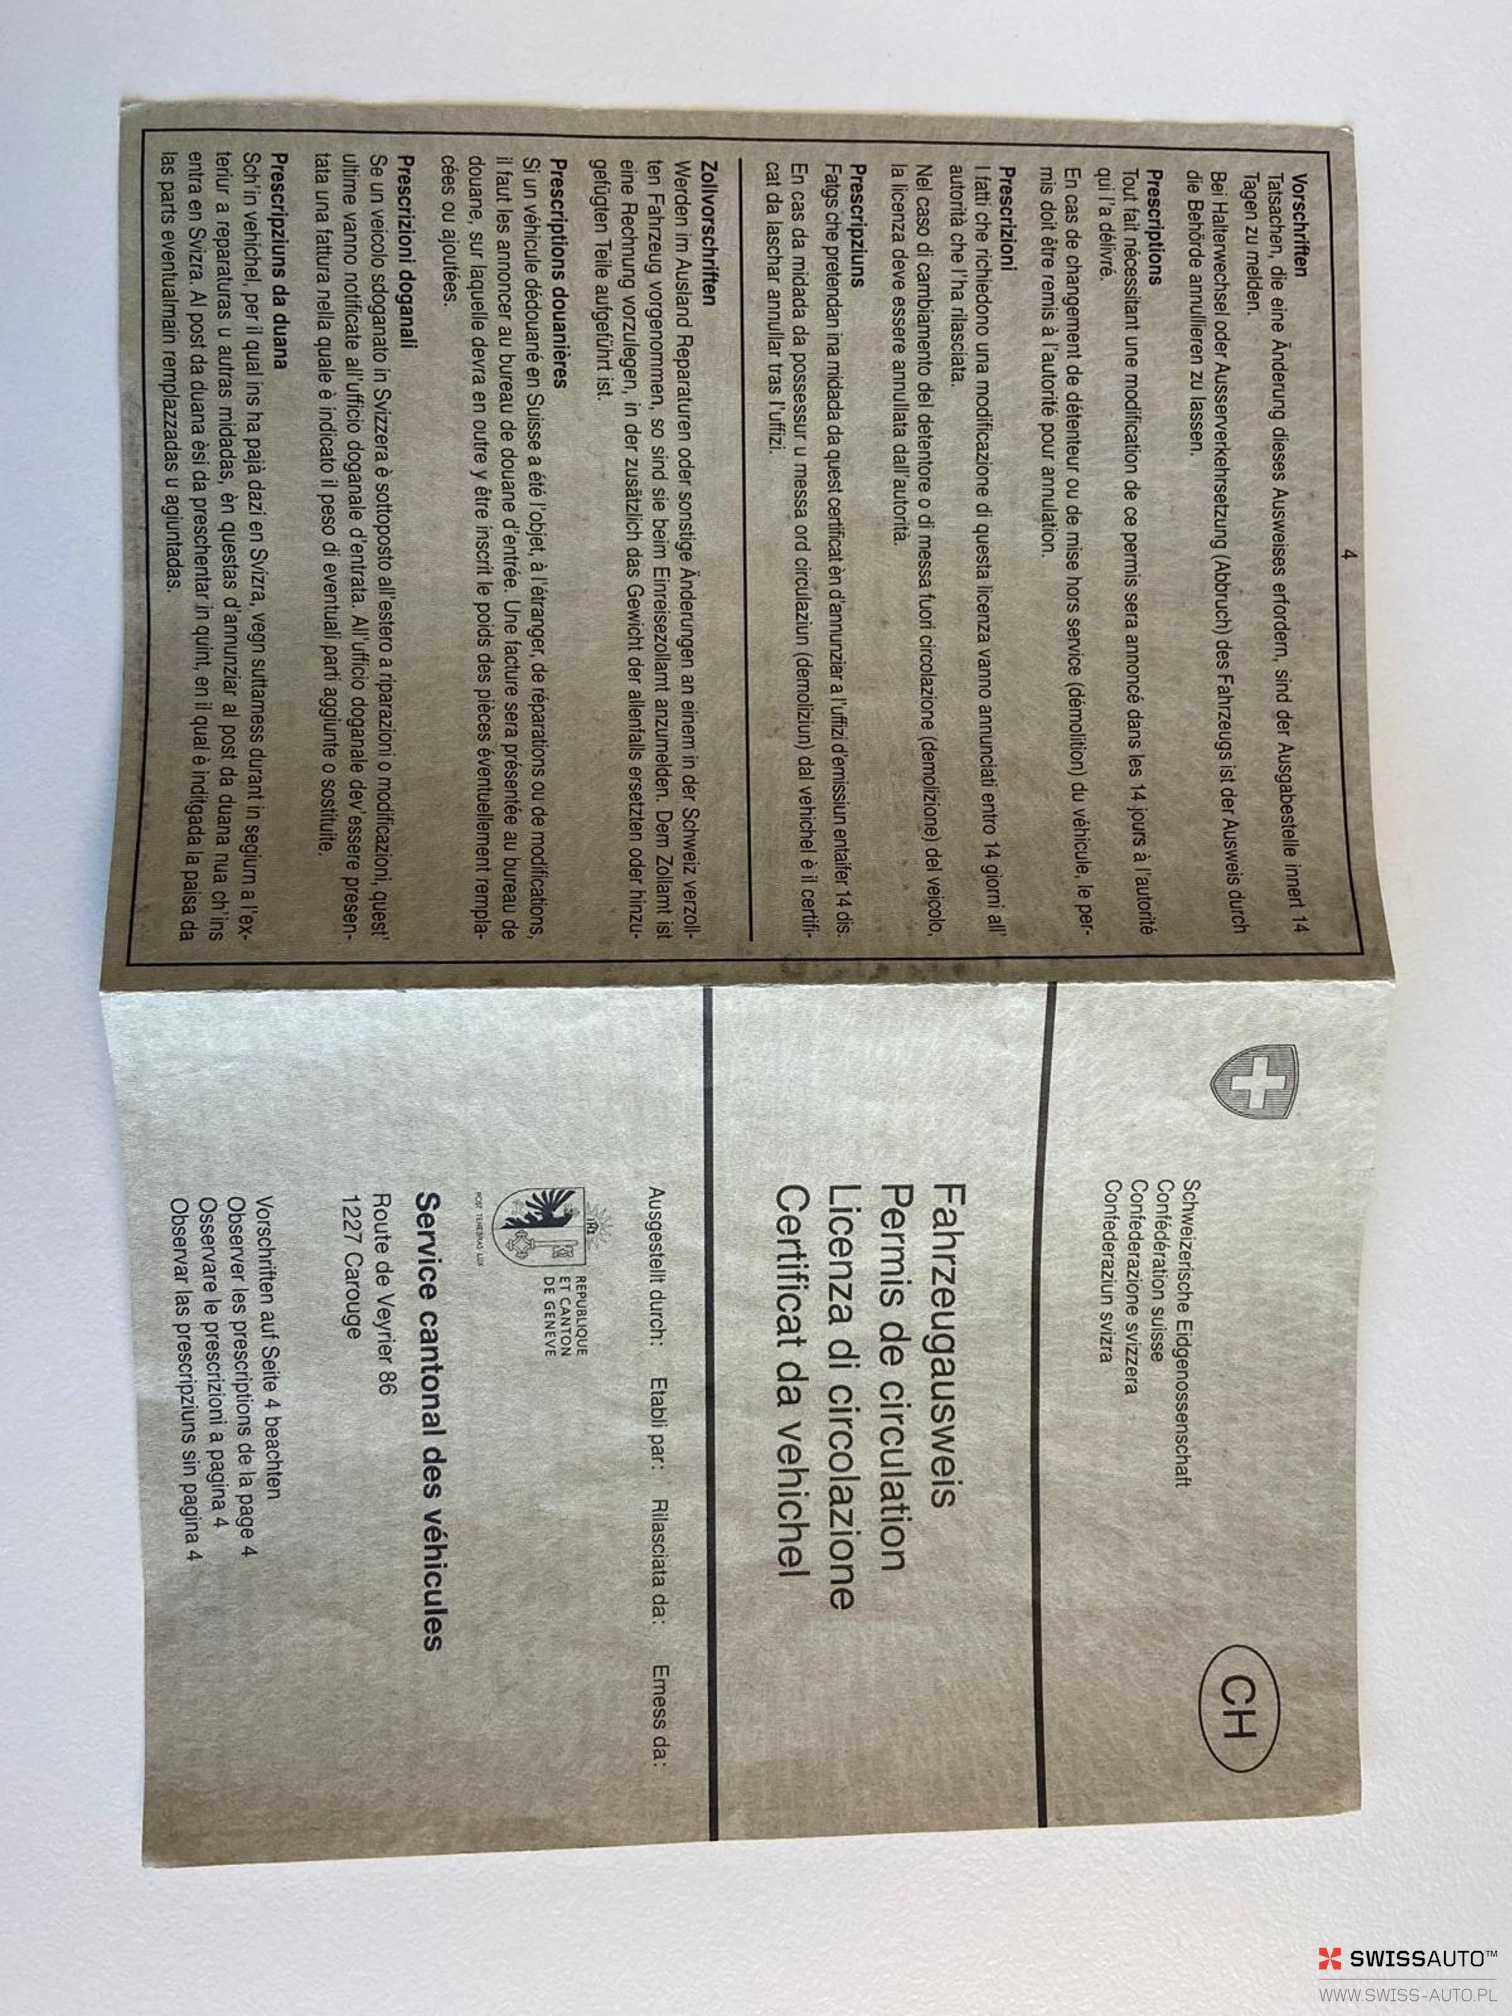 4
Vorschriften
Tatsachen, die eine Änderung dieses Ausweises erfordern, sind der Ausgabestelle innert 14
Tagen zu melden.
Bei Halterwechsel oder Ausserverkehrsetzung (Abbruch) des Fahrzeugs ist der Ausweis durch
die Behörde annullieren zu lassen.
Prescriptions
Tout fait nécessitant une modification de ce permis sera annoncé dans les 14 jours à l'autorité
qui l'a délivré.
En cas de changement de détenteur ou de mise hors service (démolition) du véhicule, le per-
mis doit être remis à l'autorité pour annulation.
Prescrizioni
I fatti che richiedono una modificazione di questa licenza vanno annunciati entro 14 giorni all'
autorità che l'ha rilasciata.
Nel caso di cambiamento del detentore o di messa fuori circolazione (demolizione) del veicolo,
la licenza deve essere annullata dall'autorità.
Prescripziuns
Fatgs che pretendan ina midada da quest certificat èn d'annunziar a l'uffizi d'emissiun entaifer 14 dis.
En cas da midada da possessur u messa ord circulaziun (demoliziun) dal vehichel è il certifi-
cat da laschar annullar tras l'uffizi.
Zollvorschriften
Werden im Ausland Reparaturen oder sonstige Änderungen an einem in der Schweiz verzoll-
ten Fahrzeug vorgenommen, so sind sie beim Einreisezollamt anzumelden. Dem Zollamt ist
eine Rechnung vorzulegen, in der zusätzlich das Gewicht der allenfalls ersetzten oder hinzu-
gefügten Teile aufgeführt ist.
Prescriptions douanières
Si un véhicule dédouané en Suisse a été l'objet, à l'étranger, de réparations ou de modifications,
il faut les annoncer au bureau de douane d'entrée. Une facture sera présentée au bureau de
douane, sur laquelle devra en outre y être inscrit le poids des pièces éventuellement rempla-
cées ou ajoutées.
Prescrizioni doganali
Se un veicolo sdoganato in Svizzera è sottoposto all'estero a riparazioni o modificazioni, quest'
ultime vanno notificate all'ufficio doganale d'entrata. All'ufficio doganale dev'essere presen-
tata una fattura nella quale è indicato il peso di eventuali parti aggiunte o sostituite.
Prescripziuns da duana
Sch'in vehichel, per il qual ins ha pajà dazi en Svizra, vegn suttamess durant in segiurn a l'ex-
teriur a reparaturas u autras midadas, èn questas d'annunziar al post da duana nua ch'ins
entra en Svizra. Al post da duana èsi da preschentar in quint, en il qual è inditgada la paisa da
las parts eventualmain remplazzadas u agiuntadas.
CH
Schweizerische Eidgenossenschaft
Confédération suisse
Confederazione svizzera
Confederaziun svizra
Fahrzeugausweis
Permis de circulation
Licenza di circolazione
Certificat da vehichel
Ausgestellt durch: Etabli par: Rilasciata da: Emess da:
REPUBLIQUE
ET CANTON
DE GENEVE
POST TENEBRAS LUX
Service cantonal des véhicules
Route de Veyrier 86
1227 Carouge
Vorschriften auf Seite 4 beachten
Observer les prescriptions de la page 4
Osservare le prescrizioni a pagina 4
Observar las prescripziuns sin pagina 4
SWISSAUTO™
WWW.SWISS-AUTO.PL